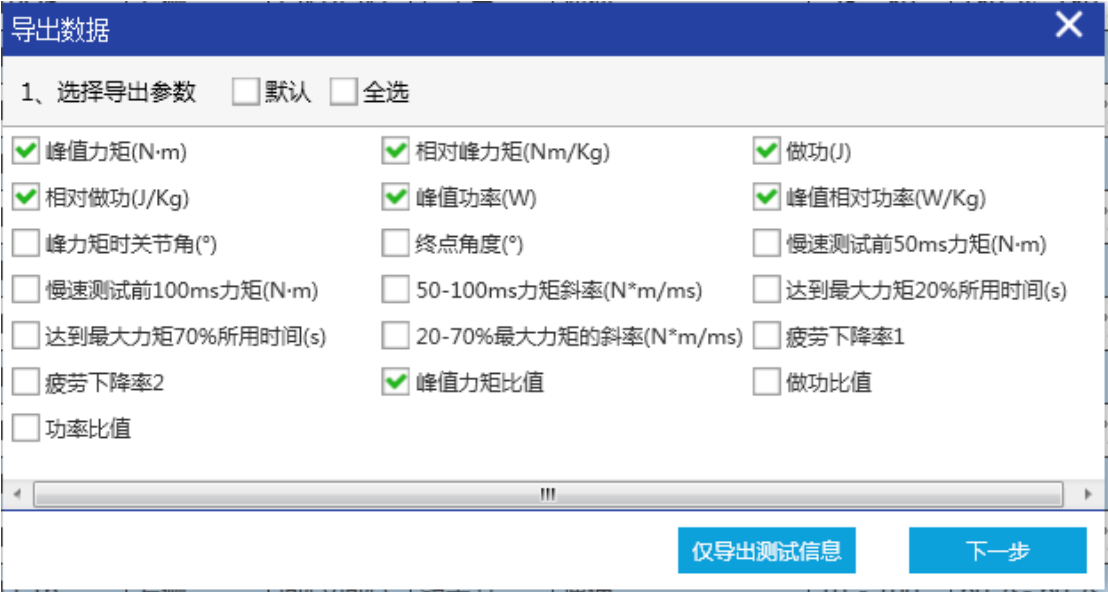 导出数据
1、选择导出参数 默认 全选
峰值力矩(N·m) 相对峰力矩(Nm/Kg) 做功(J)
相对做功(J/Kg) 峰值功率(W) 峰值相对功率(W/Kg)
峰力矩时关节角(°) 终点角度(°) 慢速测试前50ms力矩(N·m)
慢速测试前100ms力矩(N·m) 50-100ms力矩斜率(N*m/ms) 达到最大力矩20%所用时间(s)
达到最大力矩70%所用时间(s) 20-70%最大力矩的斜率(N*m/ms) 疲劳下降率1
疲劳下降率2 峰值力矩比值 做功比值
功率比值
仅导出测试信息 下一步